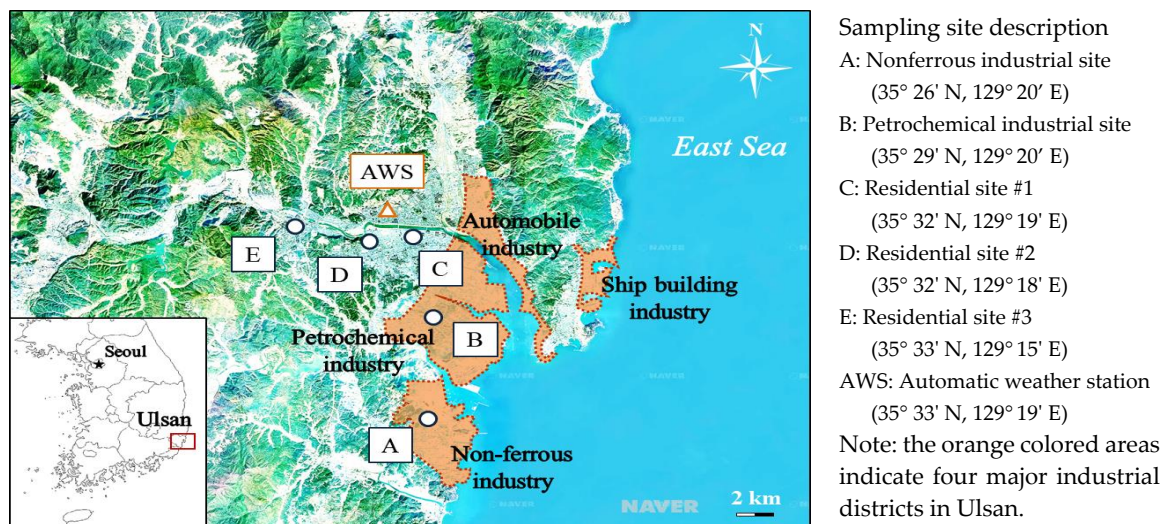 N
East Sea
AWS
Automobile
industry
E
D
C
Ship building
industry
Petrochemical
industry
B
A
Non-ferrous
industry
Seoul
Ulsan
NAVER
2 km
Sampling site description
A: Nonferrous industrial site
(35° 26' N, 129° 20’ E)
B: Petrochemical industrial site
(35° 29' N, 129° 20’ E)
C: Residential site #1
(35° 32’ N, 129° 19’ E)
D: Residential site #2
(35° 32' N, 129° 18' E)
E: Residential site #3
(35° 33' N, 129° 15' E)
AWS: Automatic weather station
(35° 33' N, 129° 19' E)
Note: the orange colored areas
indicate four major industrial
districts in Ulsan.